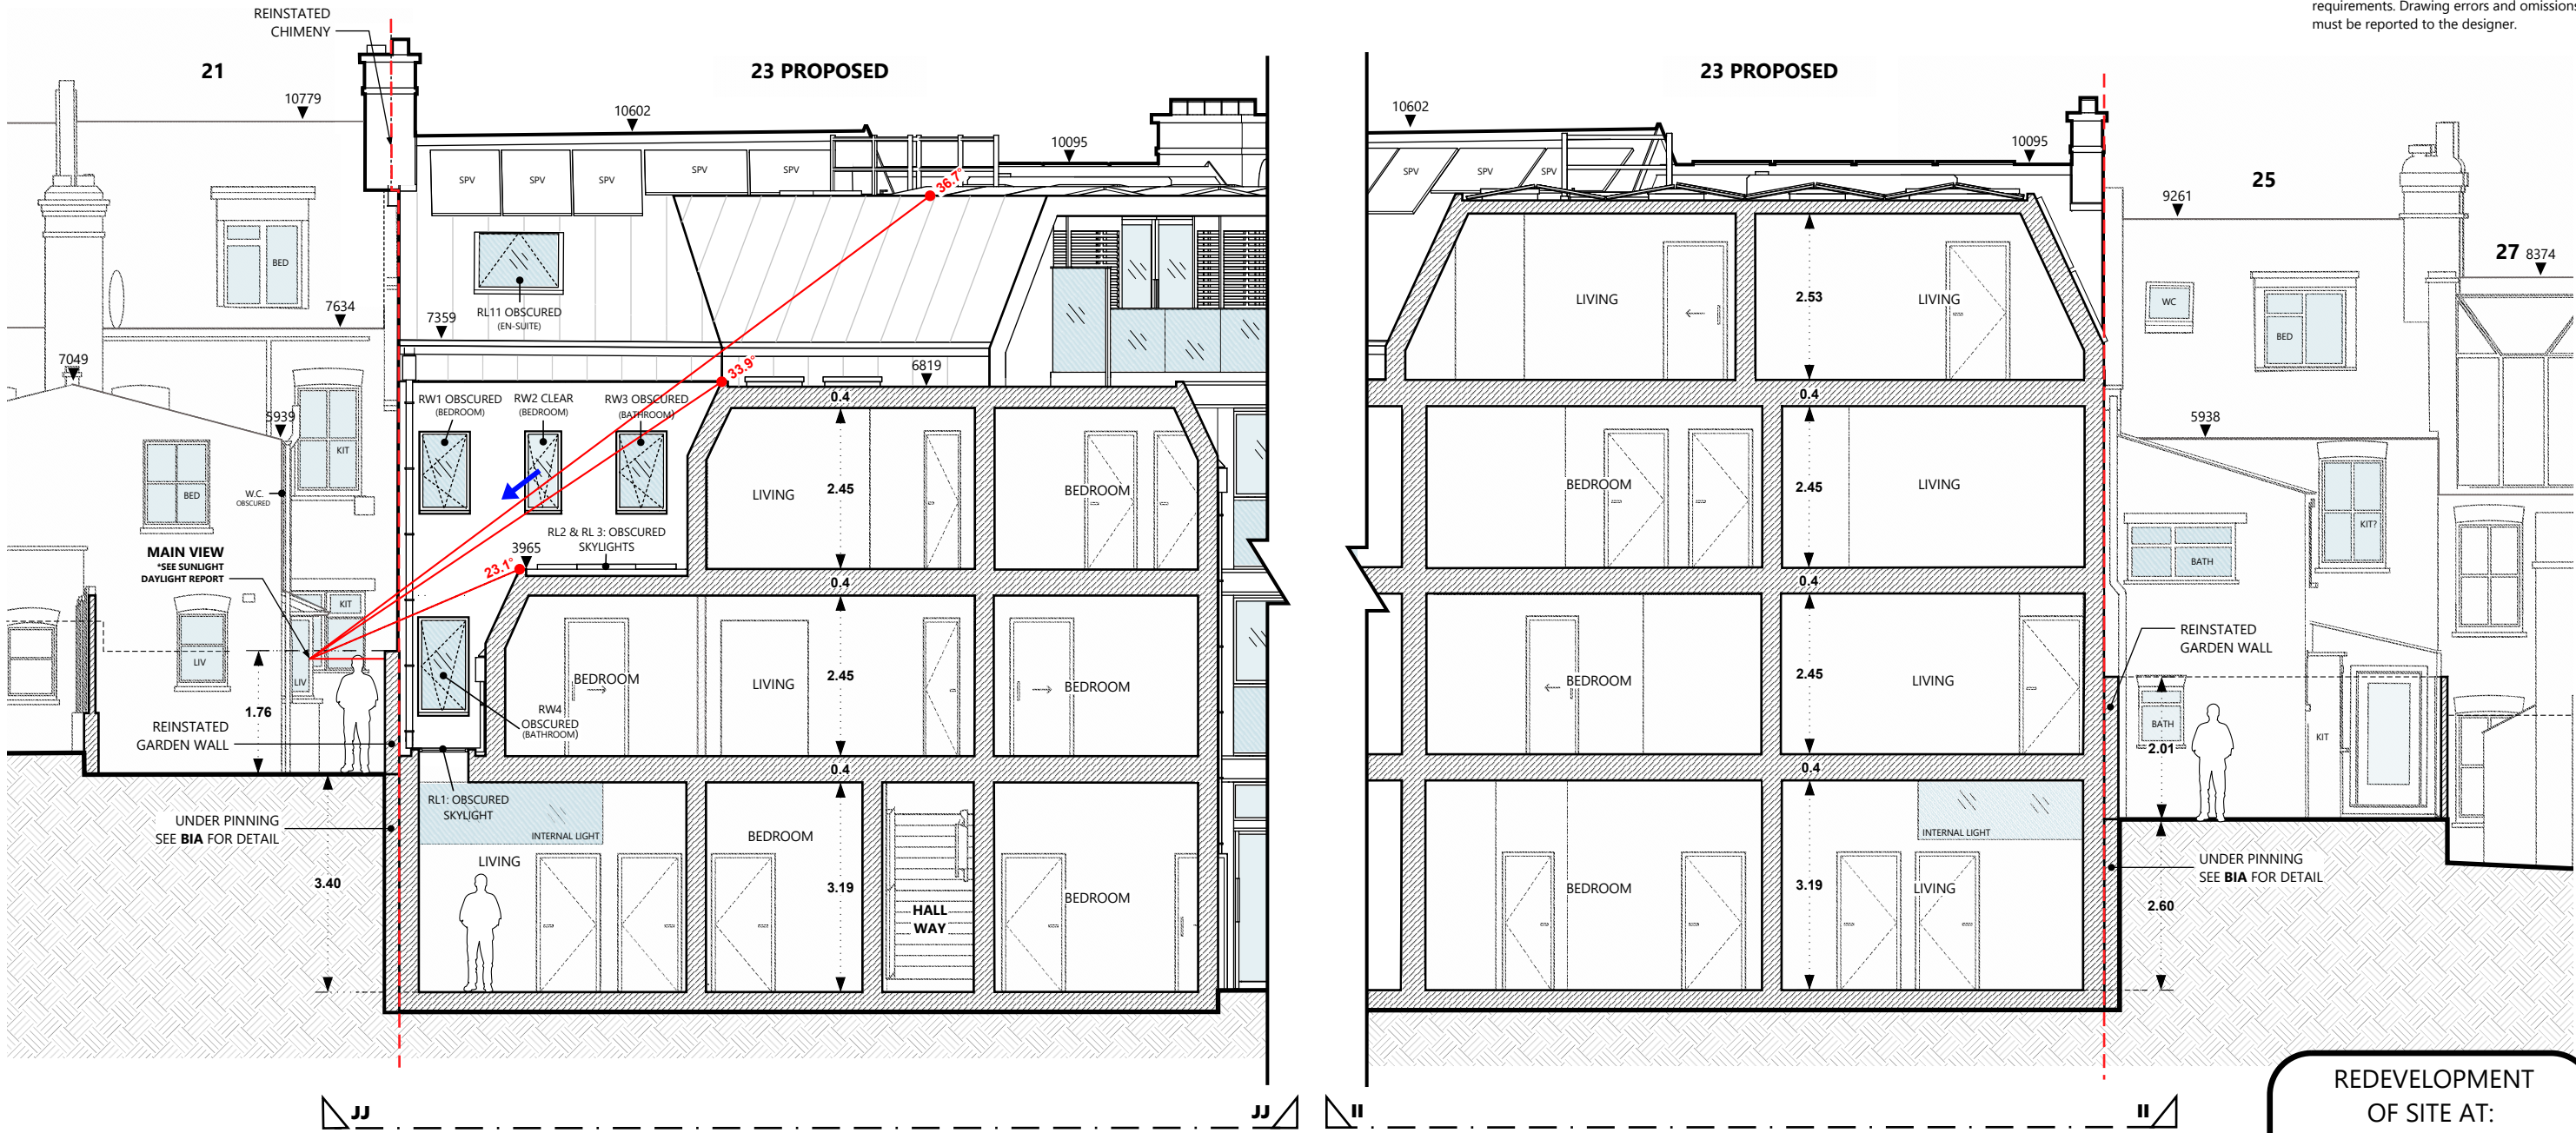 requirements. Drawing errors and omissions
must be reported to the designer.
REINSTATED
CHIMENY
21
23 PROPOSED
10779
10602
10095
SPV
SPV
SPV
SPV
SPV
36.7°
BED
RL11 OBSCURED
(EN-SUITE)
7634
7359
7049
33.9°
6819
5939
RW1 OBSCURED
(BEDROOM)
RW2 CLEAR
(BEDROOM)
RW3 OBSCURED
(BATHROOM)
0.4
KIT
BED
W.C.
OBSCURED
LIVING
2.45
BEDROOM
RL2 & RL 3: OBSCURED
SKYLIGHTS
MAIN VIEW
*SEE SUNLIGHT
DAYLIGHT REPORT
3965
23.1°
0.4
KIT
LIV
LIV
1.76
BEDROOM
LIVING
2.45
BEDROOM
RW4
OBSCURED
(BATHROOM)
REINSTATED
GARDEN WALL
0.4
RL1: OBSCURED
SKYLIGHT
INTERNAL LIGHT
UNDER PINNING
SEE BIA FOR DETAIL
LIVING
BEDROOM
3.40
3.19
HALL
WAY
BEDROOM
JJ
JJ
23 PROPOSED
10602
10095
SPV
SPV
SPV
25
9261
27
8374
LIVING
2.53
LIVING
WC
BED
0.4
5938
BEDROOM
2.45
LIVING
KIT?
BATH
0.4
REINSTATED
GARDEN WALL
BEDROOM
2.45
LIVING
BATH
2.01
KIT
0.4
INTERNAL LIGHT
UNDER PINNING
SEE BIA FOR DETAIL
BEDROOM
3.19
LIVING
2.60
II
II
REDEVELOPMENT
OF SITE AT: